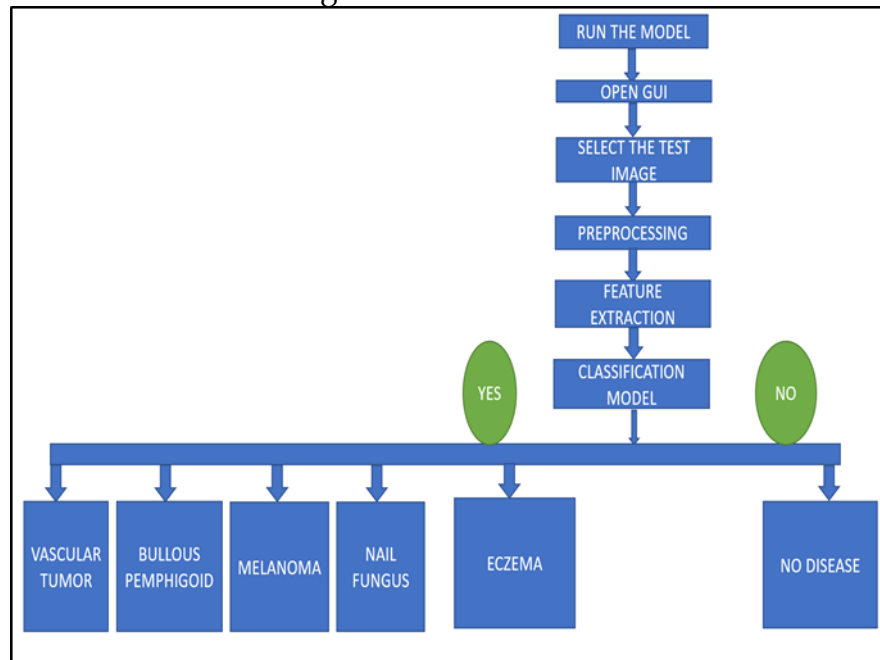 RUN THE MODEL
OPEN GUI
SELECT THE TEST
IMAGE
PREPROCESSING
FEATURE
EXTRACTION
CLASSIFICATION
MODEL
YES
NO
VASCULAR
TUMOR
BULLOUS
PEMPHIGOID
MELANOMA
NAIL
FUNGUS
ECZEMA
NO DISEASE